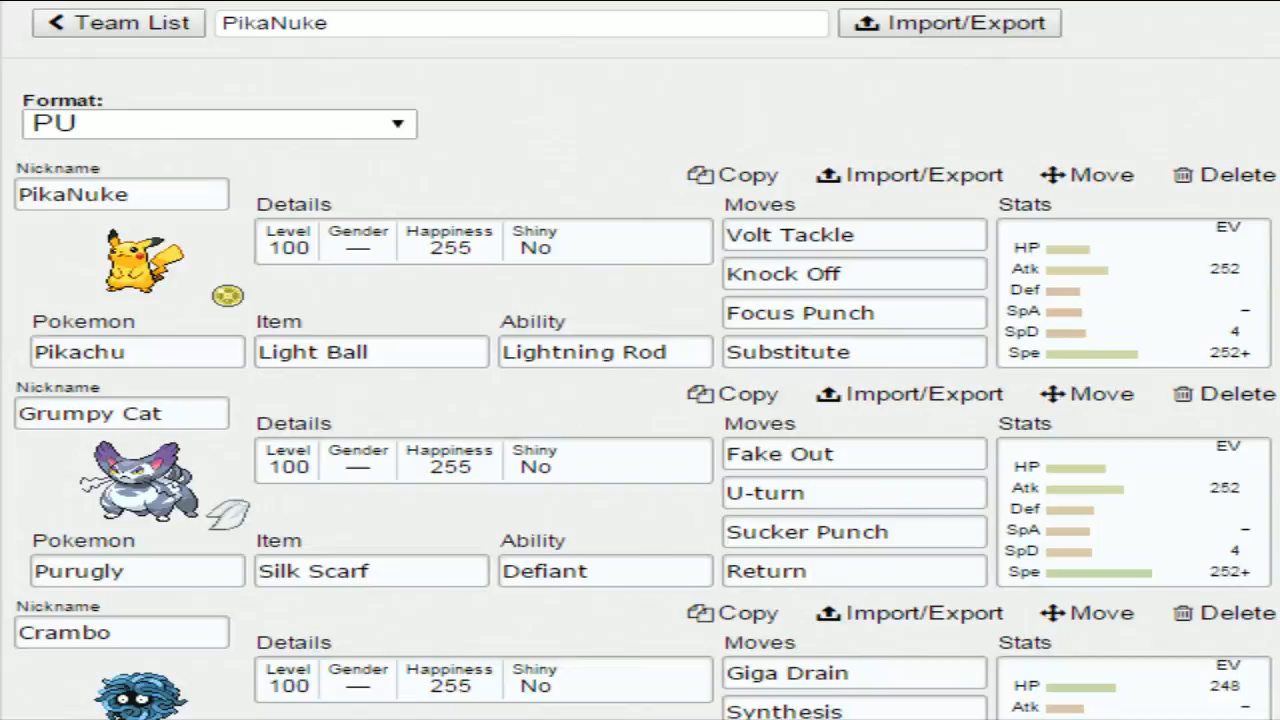 Team List
PikaNuke
Import/Export
Format:
PU
Nickname
PikaNuke
Copy Import/Export Move Delete
Details
Level Gender Happiness Shiny
100 — 255 No
Pokemon
Pikachu
Item
Light Ball
Ability
Lightning Rod
Moves
Volt Tackle
Knock Off
Focus Punch
Substitute
Stats
EV
HP
Atk 252
Def
SpA –
SpD 4
Spe 252+
Nickname
Grumpy Cat
Copy Import/Export Move Delete
Details
Level Gender Happiness Shiny
100 — 255 No
Pokemon
Purugly
Item
Silk Scarf
Ability
Defiant
Moves
Fake Out
U-turn
Sucker Punch
Return
Stats
EV
HP
Atk 252
Def
SpA –
SpD 4
Spe 252+
Nickname
Crambo
Copy Import/Export Move Delete
Details
Level Gender Happiness Shiny
100 — 255 No
Moves
Giga Drain
Synthesis
Stats
EV
HP 248
Atk –